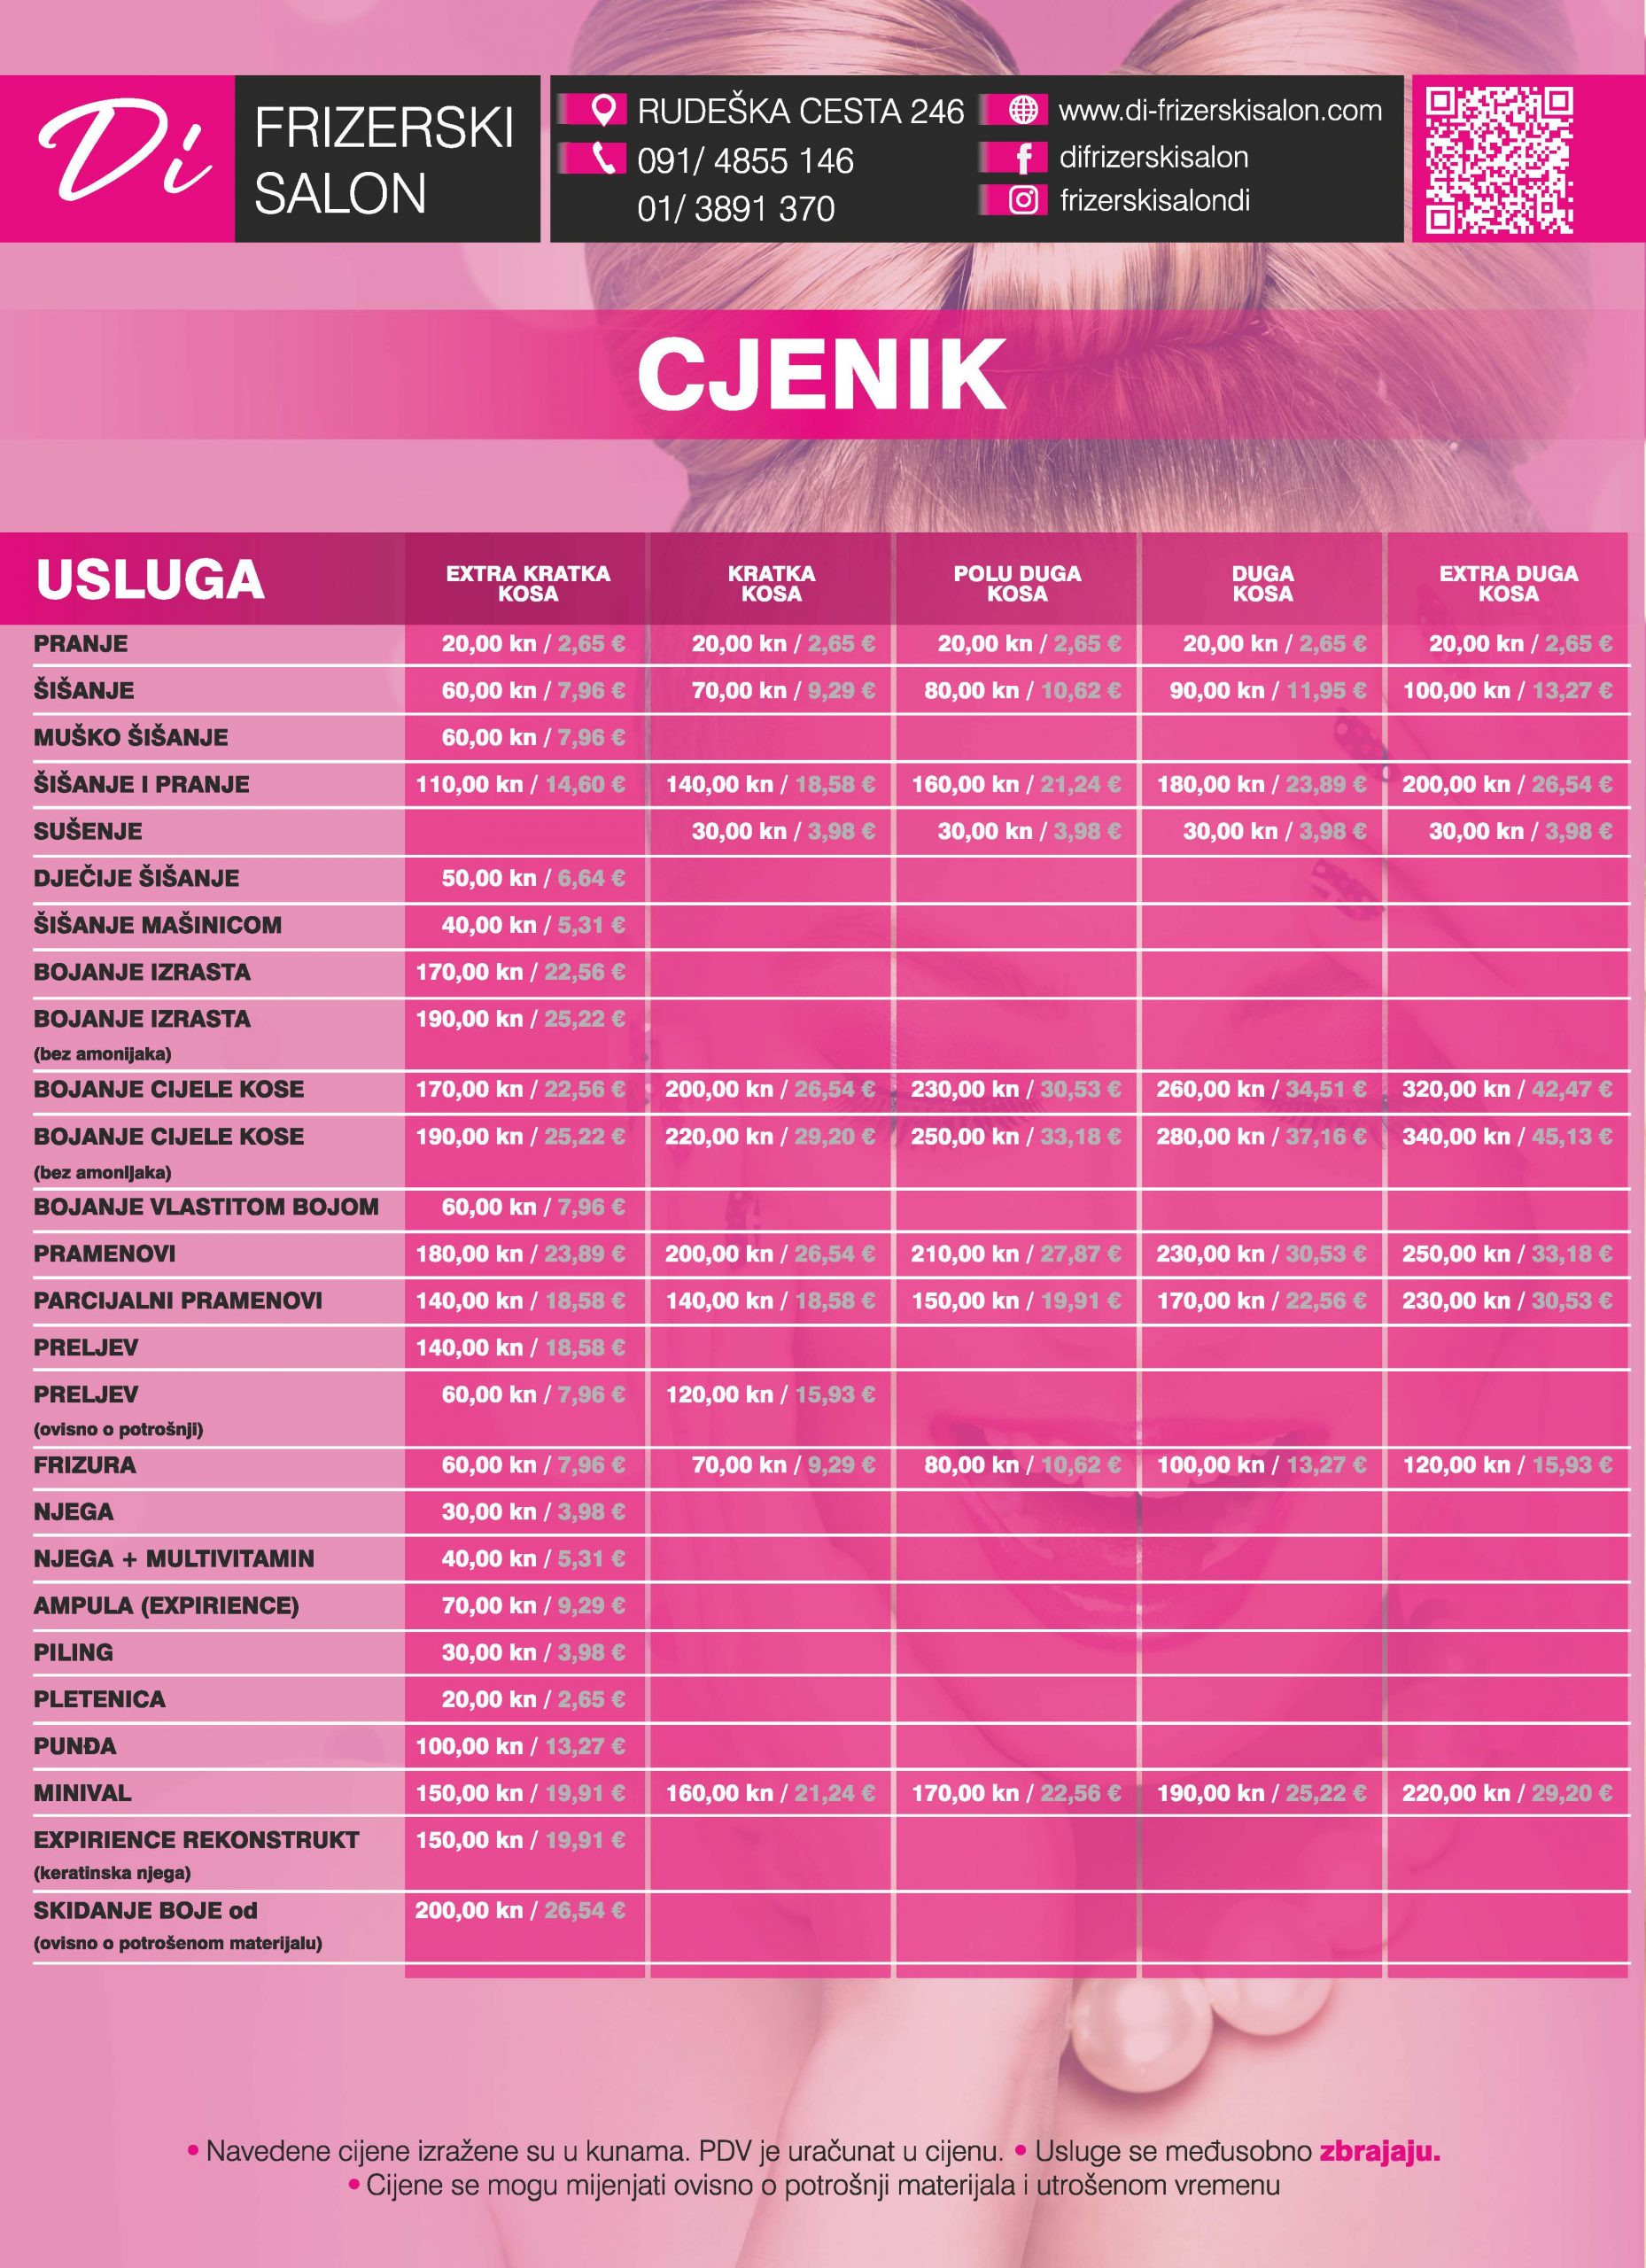 Di
FRIZERSKI
SALON
RUDEŠKA CESTA 246
091/ 4855 146
01/ 3891 370
www.di-frizerskisalon.com
difrizerskisalon
frizerskisalondi
CJENIK
USLUGA EXTRA KRATKA KOSA KRATKA KOSA POLU DUGA KOSA DUGA KOSA EXTRA DUGA KOSA
PRANJE 20,00 kn / 2,65 € 20,00 kn / 2,65 € 20,00 kn / 2,65 € 20,00 kn / 2,65 € 20,00 kn / 2,65 €
ŠIŠANJE 60,00 kn / 7,96 € 70,00 kn / 9,29 € 80,00 kn / 10,62 € 90,00 kn / 11,95 € 100,00 kn / 13,27 €
MUŠKO ŠIŠANJE 60,00 kn / 7,96 €
ŠIŠANJE I PRANJE 110,00 kn / 14,60 € 140,00 kn / 18,58 € 160,00 kn / 21,24 € 180,00 kn / 23,89 € 200,00 kn / 26,54 €
SUŠENJE 30,00 kn / 3,98 € 30,00 kn / 3,98 € 30,00 kn / 3,98 € 30,00 kn / 3,98 €
DJEČIJE ŠIŠANJE 50,00 kn / 6,64 €
ŠIŠANJE MAŠINICOM 40,00 kn / 5,31 €
BOJANJE IZRASTA 170,00 kn / 22,56 €
BOJANJE IZRASTA 190,00 kn / 25,22 €
(bez amonijaka)
BOJANJE CIJELE KOSE 170,00 kn / 22,56 € 200,00 kn / 26,54 € 230,00 kn / 30,53 € 260,00 kn / 34,51 € 320,00 kn / 42,47 €
BOJANJE CIJELE KOSE 190,00 kn / 25,22 € 220,00 kn / 29,20 € 250,00 kn / 33,18 € 280,00 kn / 37,16 € 340,00 kn / 45,13 €
(bez amonIjaka)
BOJANJE VLASTITOM BOJOM 60,00 kn / 7,96 €
PRAMENOVI 180,00 kn / 23,89 € 200,00 kn / 26,54 € 210,00 kn / 27,87 € 230,00 kn / 30,53 € 250,00 kn / 33,18 €
PARCIJALNI PRAMENOVI 140,00 kn / 18,58 € 140,00 kn / 18,58 € 150,00 kn / 19,91 € 170,00 kn / 22,56 € 230,00 kn / 30,53 €
PRELJEV 140,00 kn / 18,58 €
PRELJEV 60,00 kn / 7,96 € 120,00 kn / 15,93 €
(ovisno o potrošnji)
FRIZURA 60,00 kn / 7,96 € 70,00 kn / 9,29 € 80,00 kn / 10,62 € 100,00 kn / 13,27 € 120,00 kn / 15,93 €
NJEGA 30,00 kn / 3,98 €
NJEGA + MULTIVITAMIN 40,00 kn / 5,31 €
AMPULA (EXPIRIENCE) 70,00 kn / 9,29 €
PILING 30,00 kn / 3,98 €
PLETENICA 20,00 kn / 2,65 €
PUNĐA 100,00 kn / 13,27 €
MINIVAL 150,00 kn / 19,91 € 160,00 kn / 21,24 € 170,00 kn / 22,56 € 190,00 kn / 25,22 € 220,00 kn / 29,20 €
EXPIRIENCE REKONSTRUKT 150,00 kn / 19,91 €
(keratinska njega)
SKIDANJE BOJE od 200,00 kn / 26,54 €
(ovisno o potrošenom materijalu)
• Navedene cijene izražene su u kunama. PDV je uračunat u cijenu. • Usluge se međusobno zbrajaju.
• Cijene se mogu mijenjati ovisno o potrošnji materijala i utrošenom vremenu